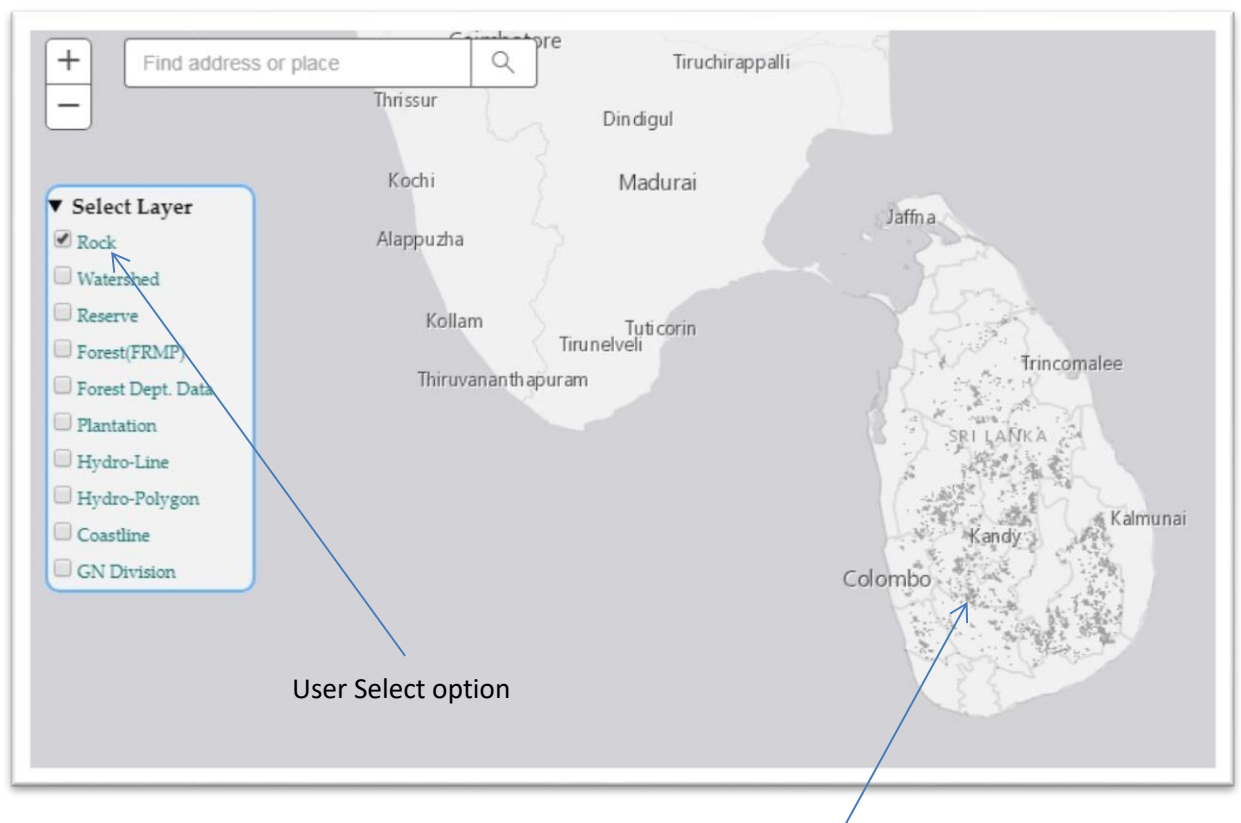 +
Find address or place
−
Coimbatore
Tiruchirappalli
Thrissur
Dindigul
Kochi
Madurai
▼ Select Layer
Jaffna
Rock
Alappuzha
Watershed
Reserve
Kollam
Tuticorin
Tirunelveli
Forest(FRMP)
Trincomalee
Thiruvananthapuram
Forest Dept. Data
Plantation
SRI LANKA
Hydro-Line
Hydro-Polygon
Kalmunai
Coastline
Kandy
GN Division
Colombo
User Select option